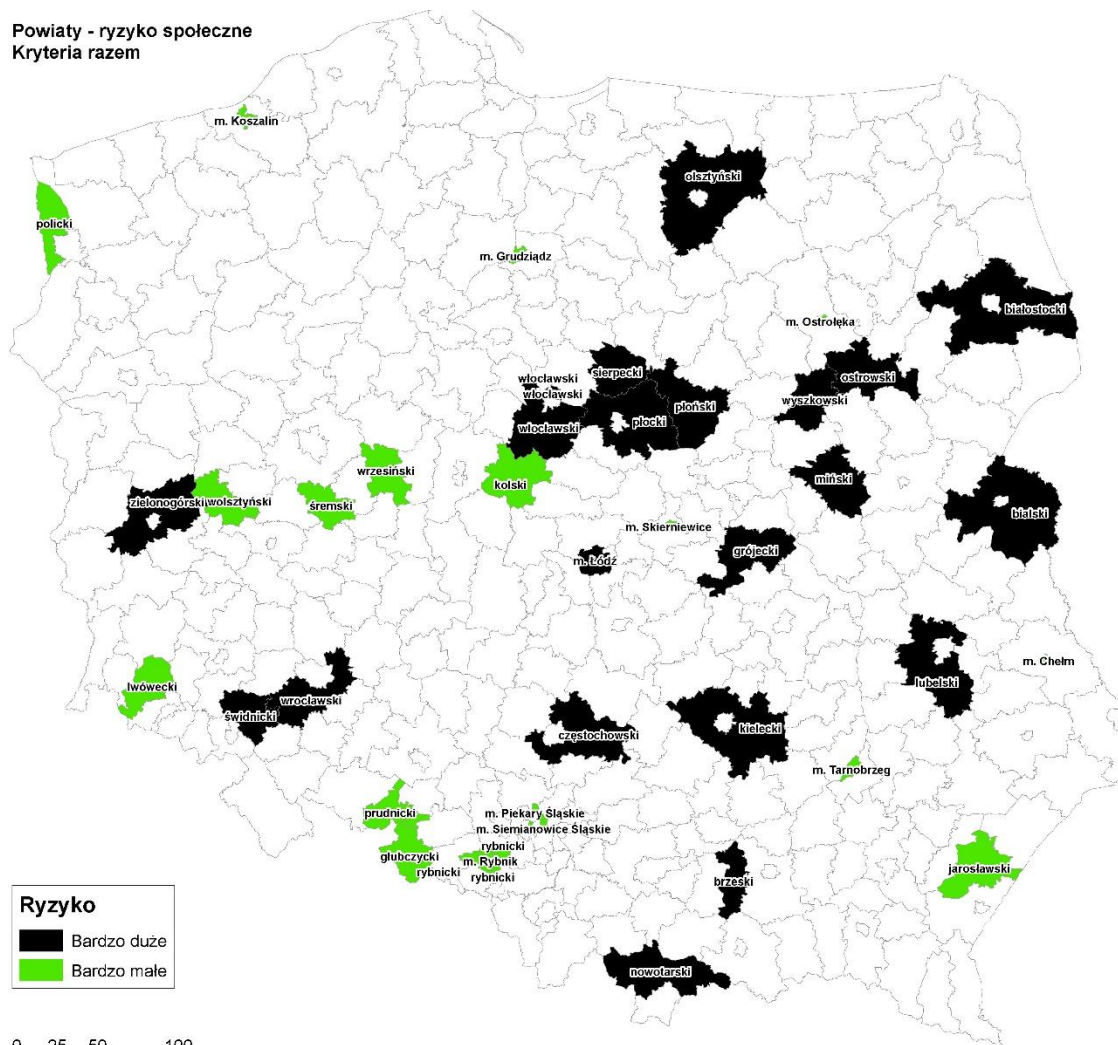 Powiaty - ryzyko społeczne
Kryteria razem
m. Koszalin
olsztyński
policki
m. Grudziądz
białostocki
m. Ostrołęka
sierpecki
ostrowski
włocławski
włocławski
wyszkowski
płoński
płocki
włocławski
wrzesiński
kolski
miński
zielonogórski
wolsztyński
śremski
bialski
m. Skierniewice
grójecki
m. Łódź
m. Chełm
lubelski
lwówecki
wrocławski
świdnicki
częstochowski
kielecki
m. Tarnobrzeg
prudnicki
m. Piekary Śląskie
m. Siemianowice Śląskie
rybnicki
głubczycki
m. Rybnik
rybnicki
rybnicki
jarosławski
brzeski
nowotarski
Ryzyko
Bardzo duże
Bardzo małe
0 25 50 100